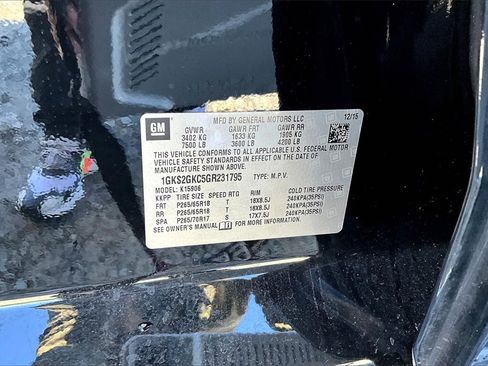 GM
MFD BY GENERAL MOTORS LLC 12/15
GVWR GAWR FRT GAWR RR
3402 KG 1633 KG 1905 KG
7500 LB 3600 LB 4200 LB
THIS VEHICLE CONFORMS TO ALL APPLICABLE U.S. FEDERAL MOTOR
VEHICLE SAFETY AND THEFT PREVENTION STANDARDS IN EFFECT ON THE DATE OF
MANUFACTURE SHOWN ABOVE.
1GKS2GKC5GR231795 TYPE: M.P.V.
MODEL: K15906
KKPP TIRE SIZE SPEED RTG RIM COLD TIRE PRESSURE
FRT P265/65R18 T 18X8.5J 240KPA(35PSI)
RR P265/65R18 T 18X8.5J 240KPA(35PSI)
SPA P265/70R17 S 17X7.5J 240KPA(35PSI)
SEE OWNER'S MANUAL FOR MORE INFORMATION.